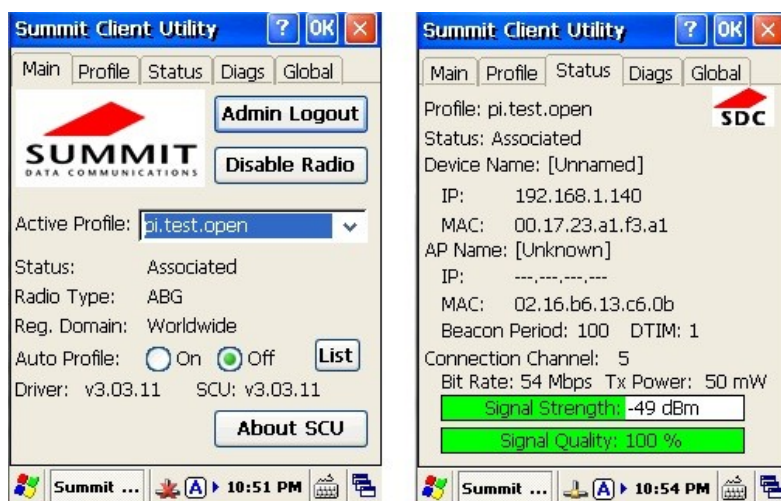 Summit Client Utility ? OK
Main Profile Status Diags Global
SUMMIT
DATA COMMUNICATIONS
Admin Logout
Disable Radio
Active Profile: pi.test.open
Status: Associated
Radio Type: ABG
Reg. Domain: Worldwide
Auto Profile: On Off List
Driver: v3.03.11 SCU: v3.03.11
About SCU
Summit ... A 10:51 PM
Summit Client Utility ? OK
Main Profile Status Diags Global
Profile: pi.test.open
SDC
Status: Associated
Device Name: [Unnamed]
IP: 192.168.1.140
MAC: 00.17.23.a1.f3.a1
AP Name: [Unknown]
IP: ---.---.---.---
MAC: 02.16.b6.13.c6.0b
Beacon Period: 100 DTIM: 1
Connection Channel: 5
Bit Rate: 54 Mbps Tx Power: 50 mW
Signal Strength: -49 dBm
Signal Quality: 100 %
Summit ... A 10:54 PM